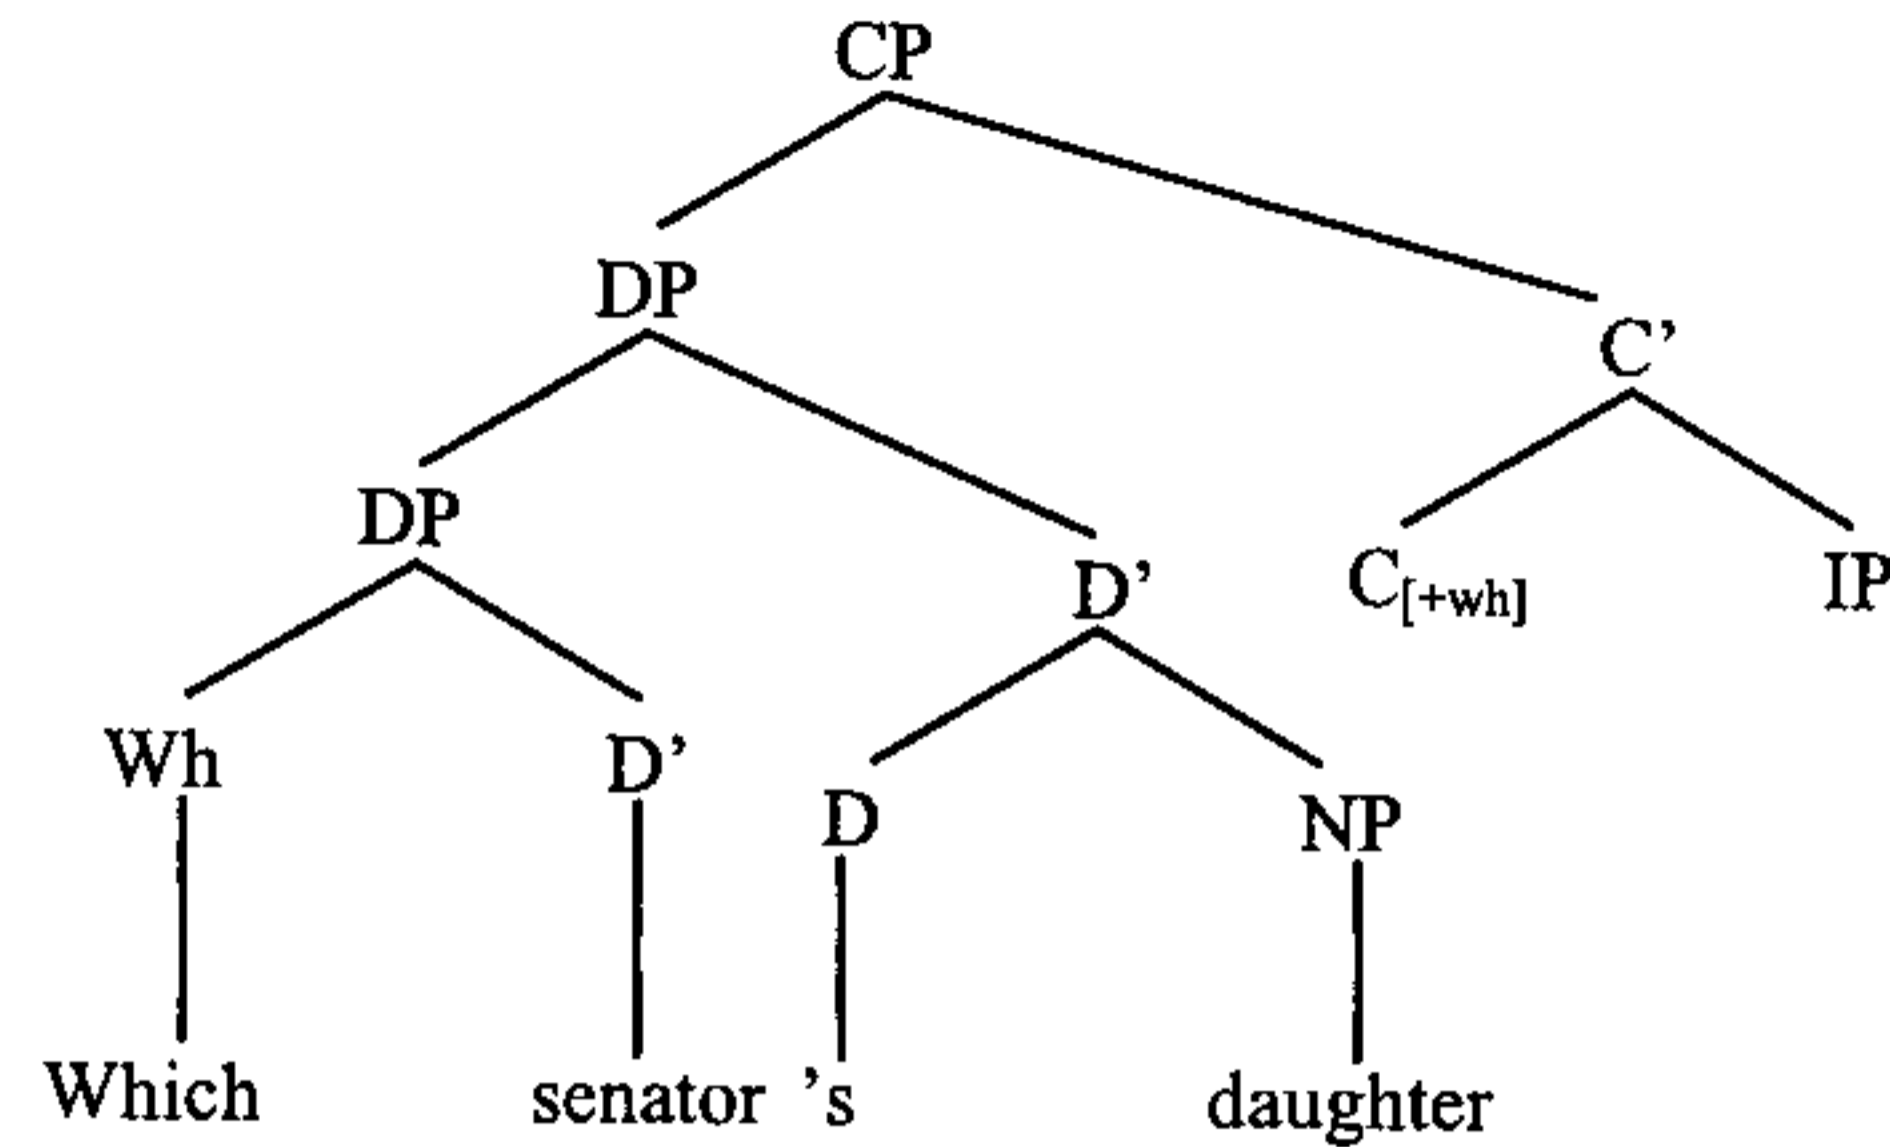 CP
DP
C’
DP
D’
C[+wh]
IP
Wh
D’
D
NP
Which
senator
’s
daughter